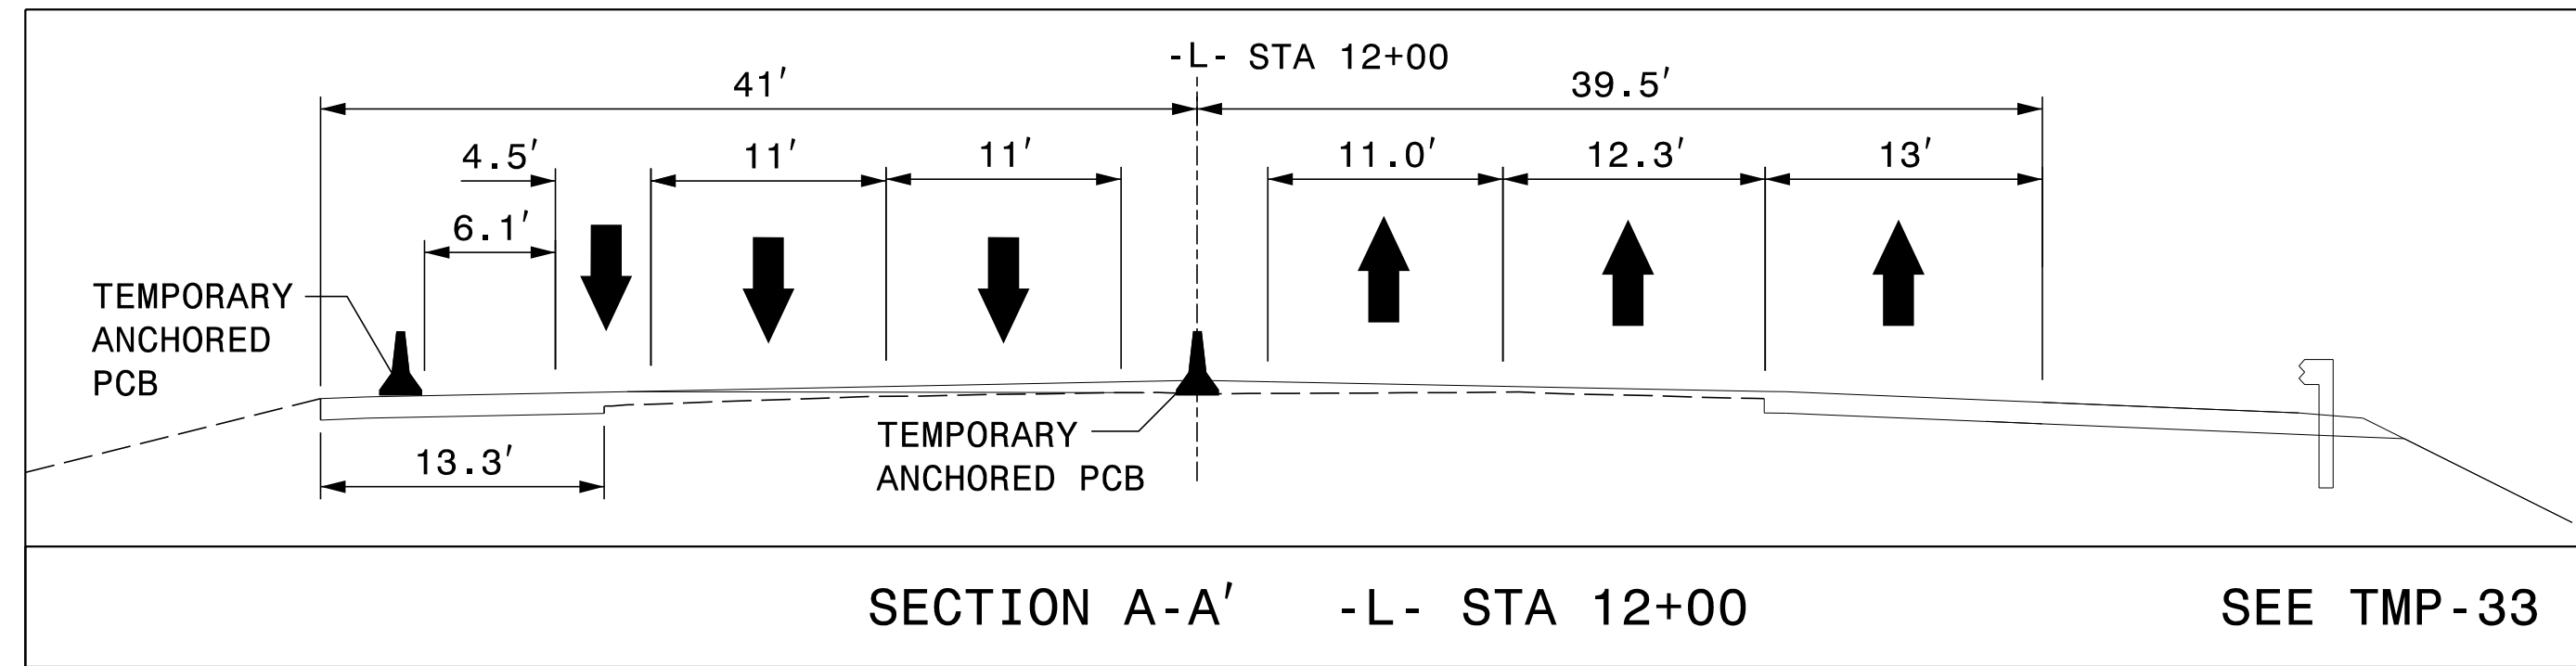 -L- STA 12+00
41'
39.5'
4.5'
11'
11'
11.0'
12.3'
13'
6.1'
TEMPORARY
ANCHORED
PCB
TEMPORARY
ANCHORED PCB
13.3'
SECTION A-A' -L- STA 12+00
SEE TMP-33